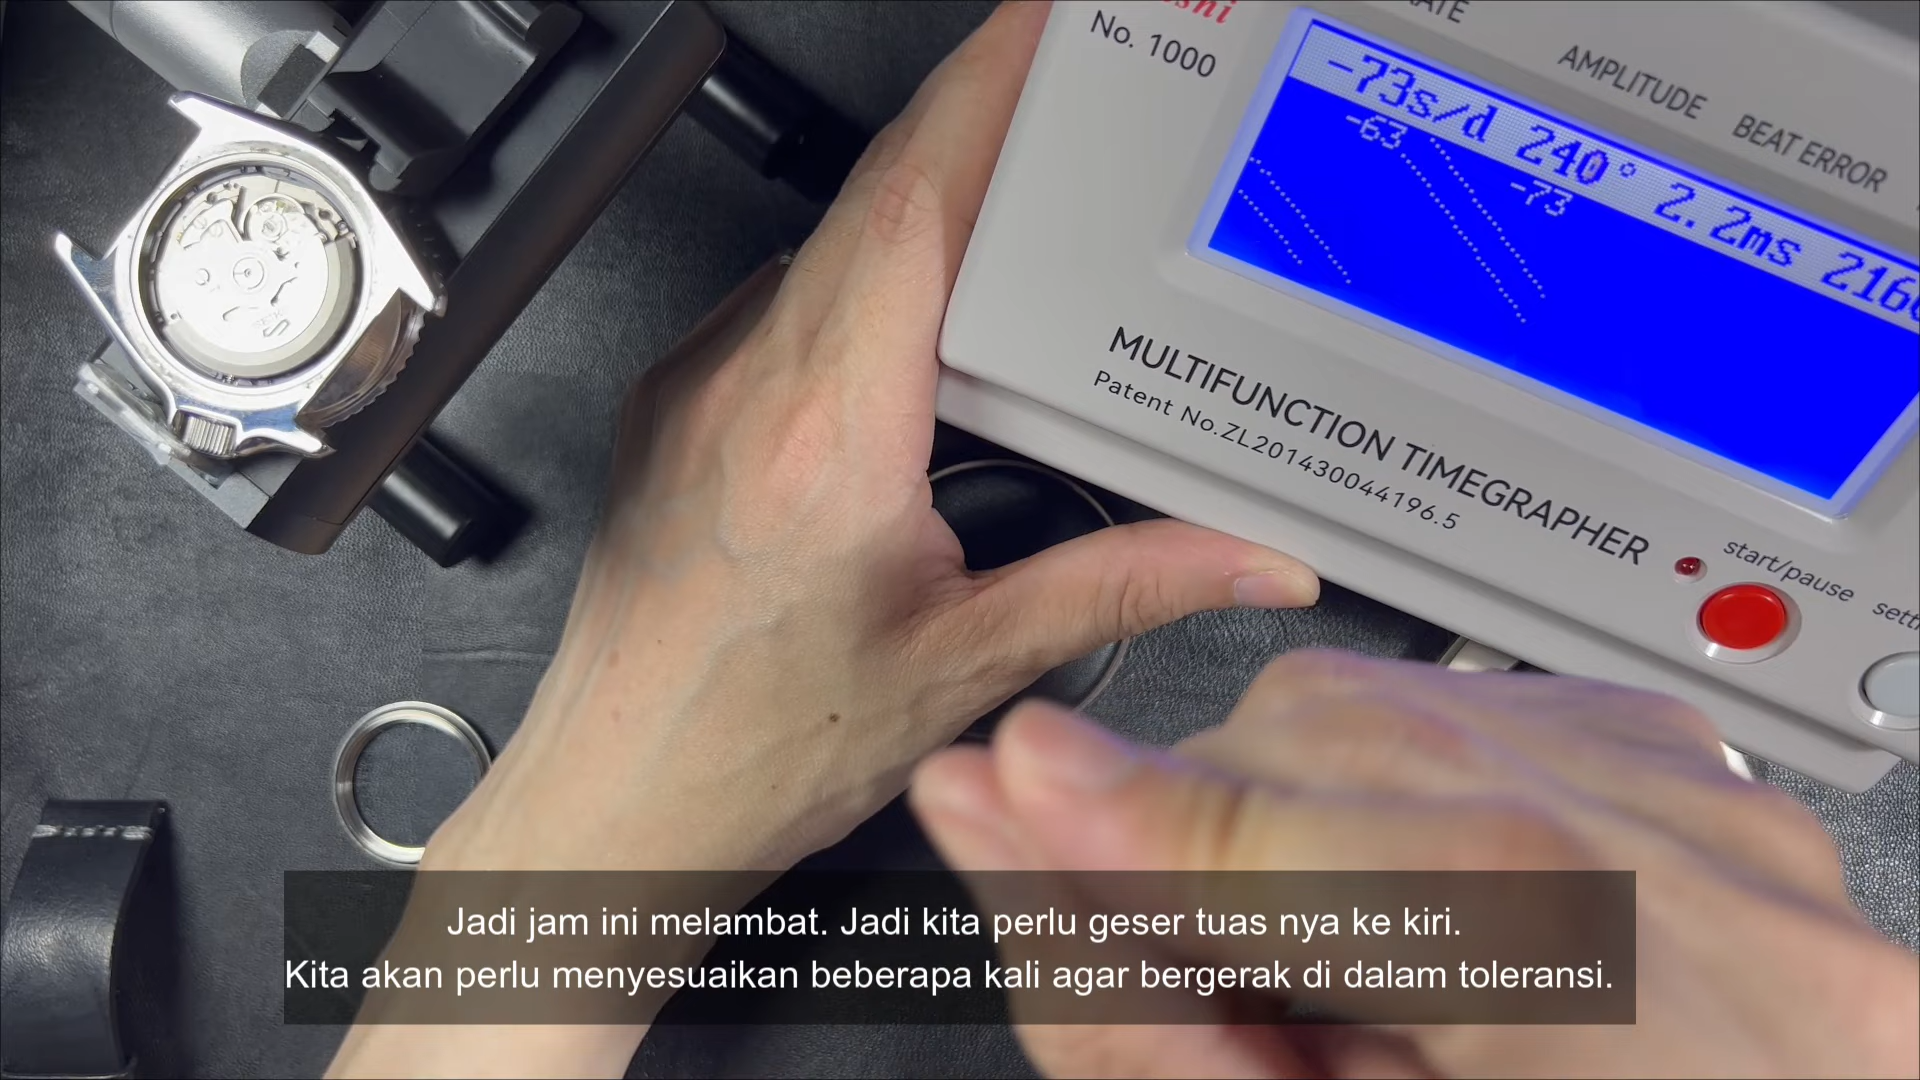 No. 1000
AMPLITUDE
BEAT ERROR
-73s/d 240° 2.2ms
-63
-73
MULTIFUNCTION TIMEGRAPHER
Patent No.ZL201430044196.5
start/pause
Jadi jam ini melambat. Jadi kita perlu geser tuas nya ke kiri.
Kita akan perlu menyesuaikan beberapa kali agar bergerak di dalam toleransi.